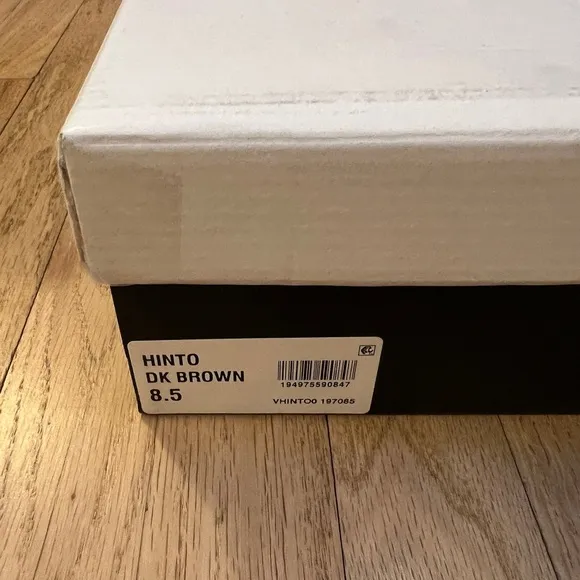 HINTO
DK BROWN
8.5
194975590847
VHINTO0 197085